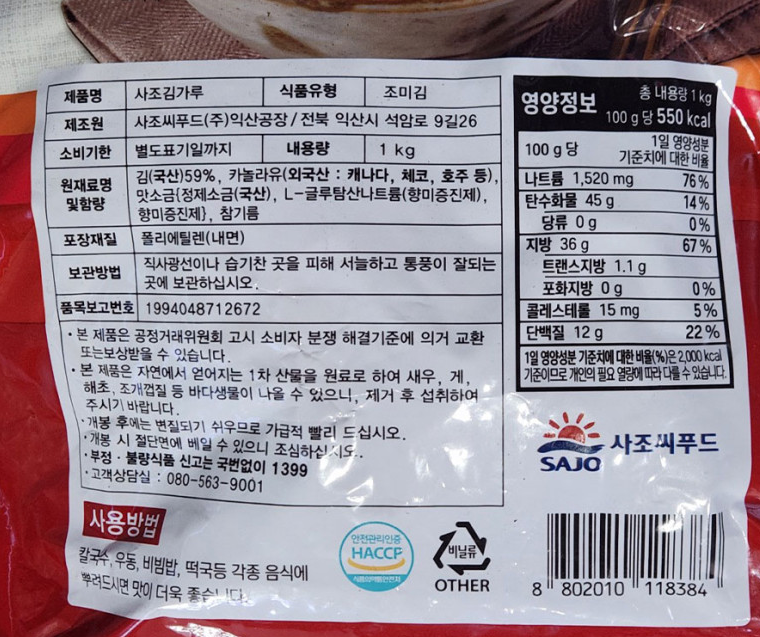 제품명 사조김가루 식품유형 조미김
제조원 사조씨푸드(주)익산공장/전북 익산시 석암로 9길26
소비기한 별도표기일까지 내용량 1 kg
원재료명 및함량
김(국산)59%, 카놀라유(외국산 : 캐나다, 체코, 호주 등),
맛소금{정제소금(국산), L-글루탐산나트륨(향미증진제),
향미증진제}, 참기름
포장재질 폴리에틸렌(내면)
보관방법 직사광선이나 습기찬 곳을 피해 서늘하고 통풍이 잘되는
곳에 보관하십시오.
품목보고번호 1994048712672
· 본 제품은 공정거래위원회 고시 소비자 분쟁 해결기준에 의거 교환
또는보상받을 수 있습니다.
· 본 제품은 자연에서 얻어지는 1차 산물을 원료로 하여 새우, 게,
해초, 조개껍질 등 바다생물이 나올 수 있으니, 제거 후 섭취하여
주시기 바랍니다.
· 개봉 후에는 변질되기 쉬우므로 가급적 빨리 드십시오.
· 개봉 시 절단면에 베일 수 있으니 조심하십시오.
· 부정 · 불량식품 신고는 국번없이 1399
· 고객상담실 : 080-563-9001
사용방법
칼국수, 우동, 비빔밥, 떡국등 각종 음식에
뿌려드시면 맛이 더욱 좋습니다.
안전관리인증
HACCP
식품의약품안전처
비닐류
OTHER
영양정보
총 내용량 1 kg
100 g 당 550 kcal
100 g 당
1일 영양성분
기준치에 대한 비율
나트륨 1,520 mg 76 %
탄수화물 45 g 14 %
당류 0 g 0 %
지방 36 g 67 %
트랜스지방 1.1 g
포화지방 0 g 0 %
콜레스테롤 15 mg 5 %
단백질 12 g 22 %
1일 영양성분 기준치에 대한 비율(%)은 2,000 kcal
기준이므로 개인의 필요 열량에 따라 다를 수 있습니다.
SAJO 사조씨푸드
8 802010 118384